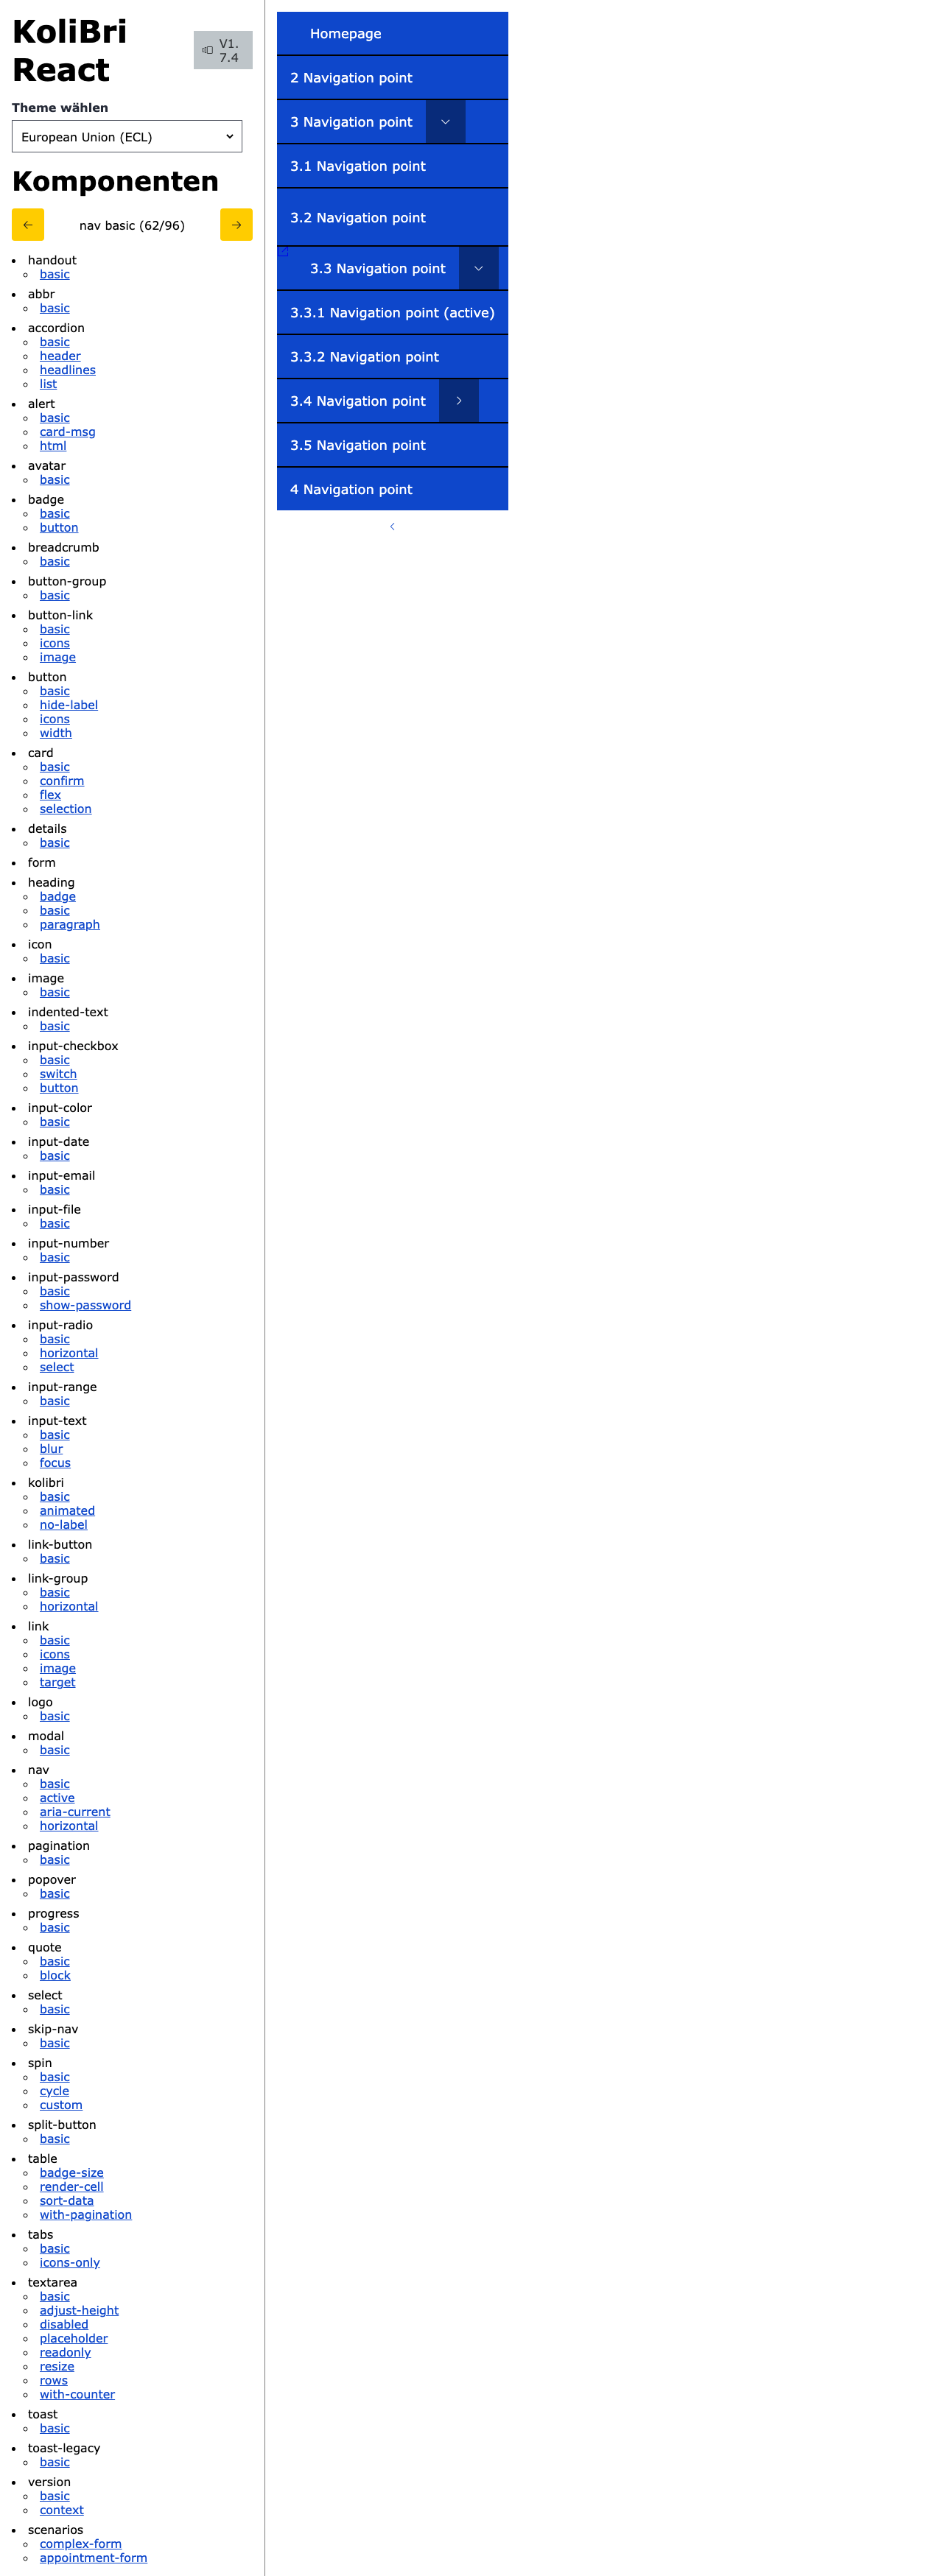 KoliBri
React
V1.
7.4
Theme wählen
European Union (ECL)
Komponenten
nav basic (62/96)
handout
basic
abbr
basic
accordion
basic
header
headlines
list
alert
basic
card-msg
html
avatar
basic
badge
basic
button
breadcrumb
basic
button-group
basic
button-link
basic
icons
image
button
basic
hide-label
icons
width
card
basic
confirm
flex
selection
details
basic
form
heading
badge
basic
paragraph
icon
basic
image
basic
indented-text
basic
input-checkbox
basic
switch
button
input-color
basic
input-date
basic
input-email
basic
input-file
basic
input-number
basic
input-password
basic
show-password
input-radio
basic
horizontal
select
input-range
basic
input-text
basic
blur
focus
kolibri
basic
animated
no-label
link-button
basic
link-group
basic
horizontal
link
basic
icons
image
target
logo
basic
modal
basic
nav
basic
active
aria-current
horizontal
pagination
basic
popover
basic
progress
basic
quote
basic
block
select
basic
skip-nav
basic
spin
basic
cycle
custom
split-button
basic
table
badge-size
render-cell
sort-data
with-pagination
tabs
basic
icons-only
textarea
basic
adjust-height
disabled
placeholder
readonly
resize
rows
with-counter
toast
basic
toast-legacy
basic
version
basic
context
scenarios
complex-form
appointment-form
Homepage
2 Navigation point
3 Navigation point
3.1 Navigation point
3.2 Navigation point
3.3 Navigation point
3.3.1 Navigation point (active)
3.3.2 Navigation point
3.4 Navigation point
3.5 Navigation point
4 Navigation point